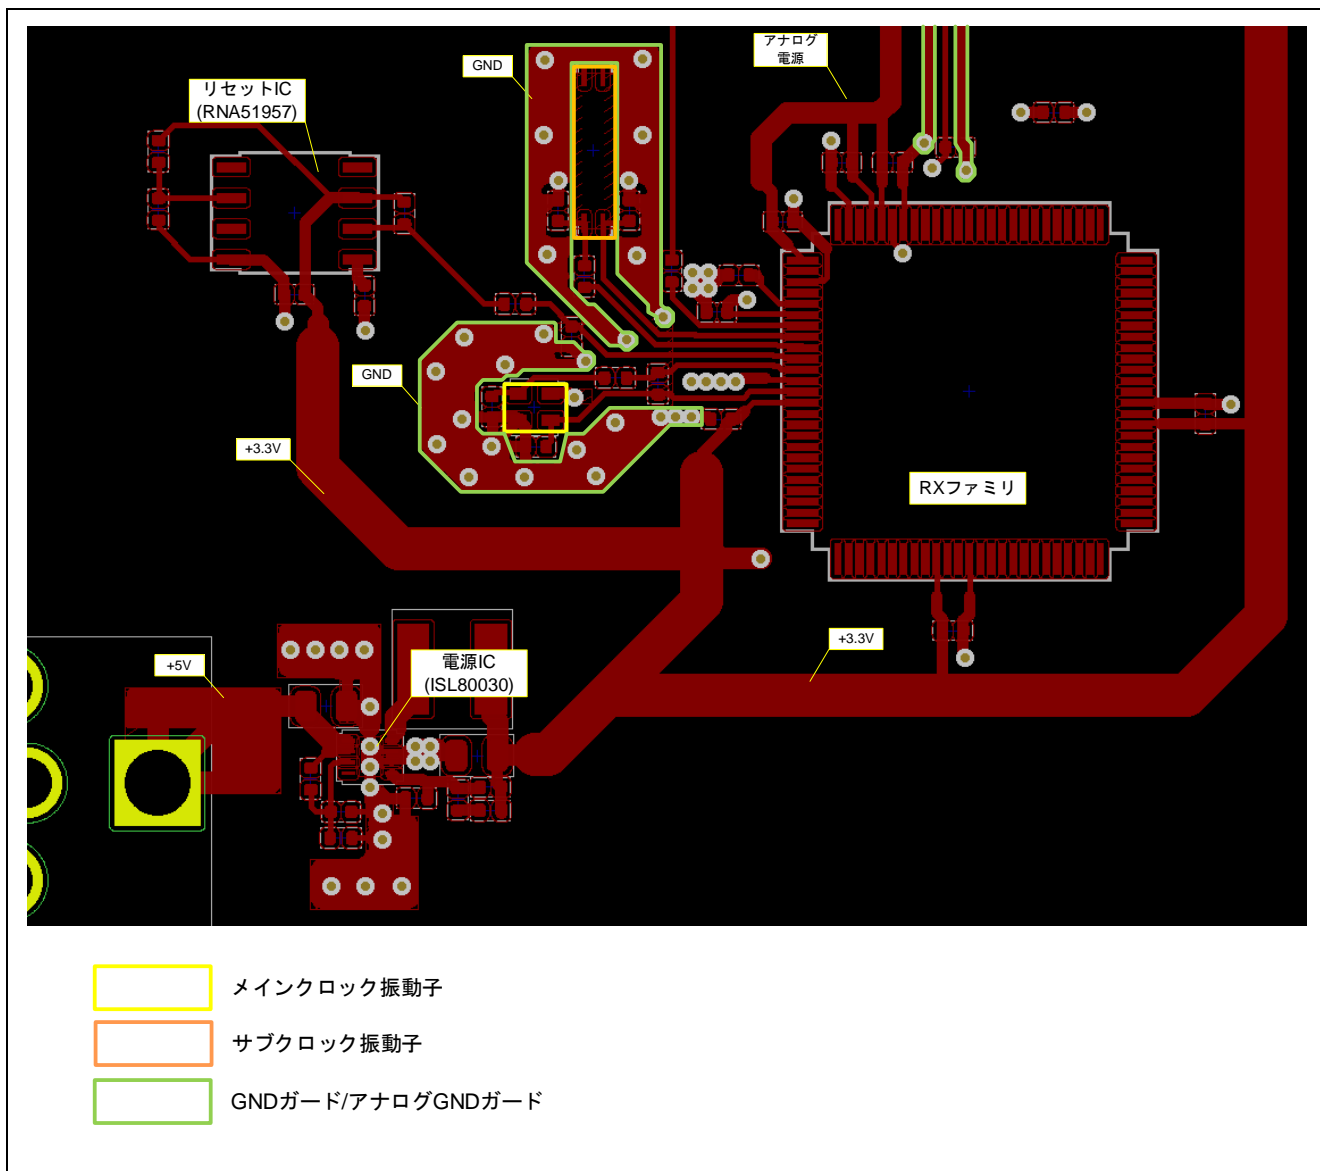 アナログ
電源
GND
リセットIC
(RNA51957)
GND
+3.3V
RXファミリ
+3.3V
電源IC
(ISL80030)
+5V
メインクロック振動子
サブクロック振動子
GNDガード/アナログGNDガード